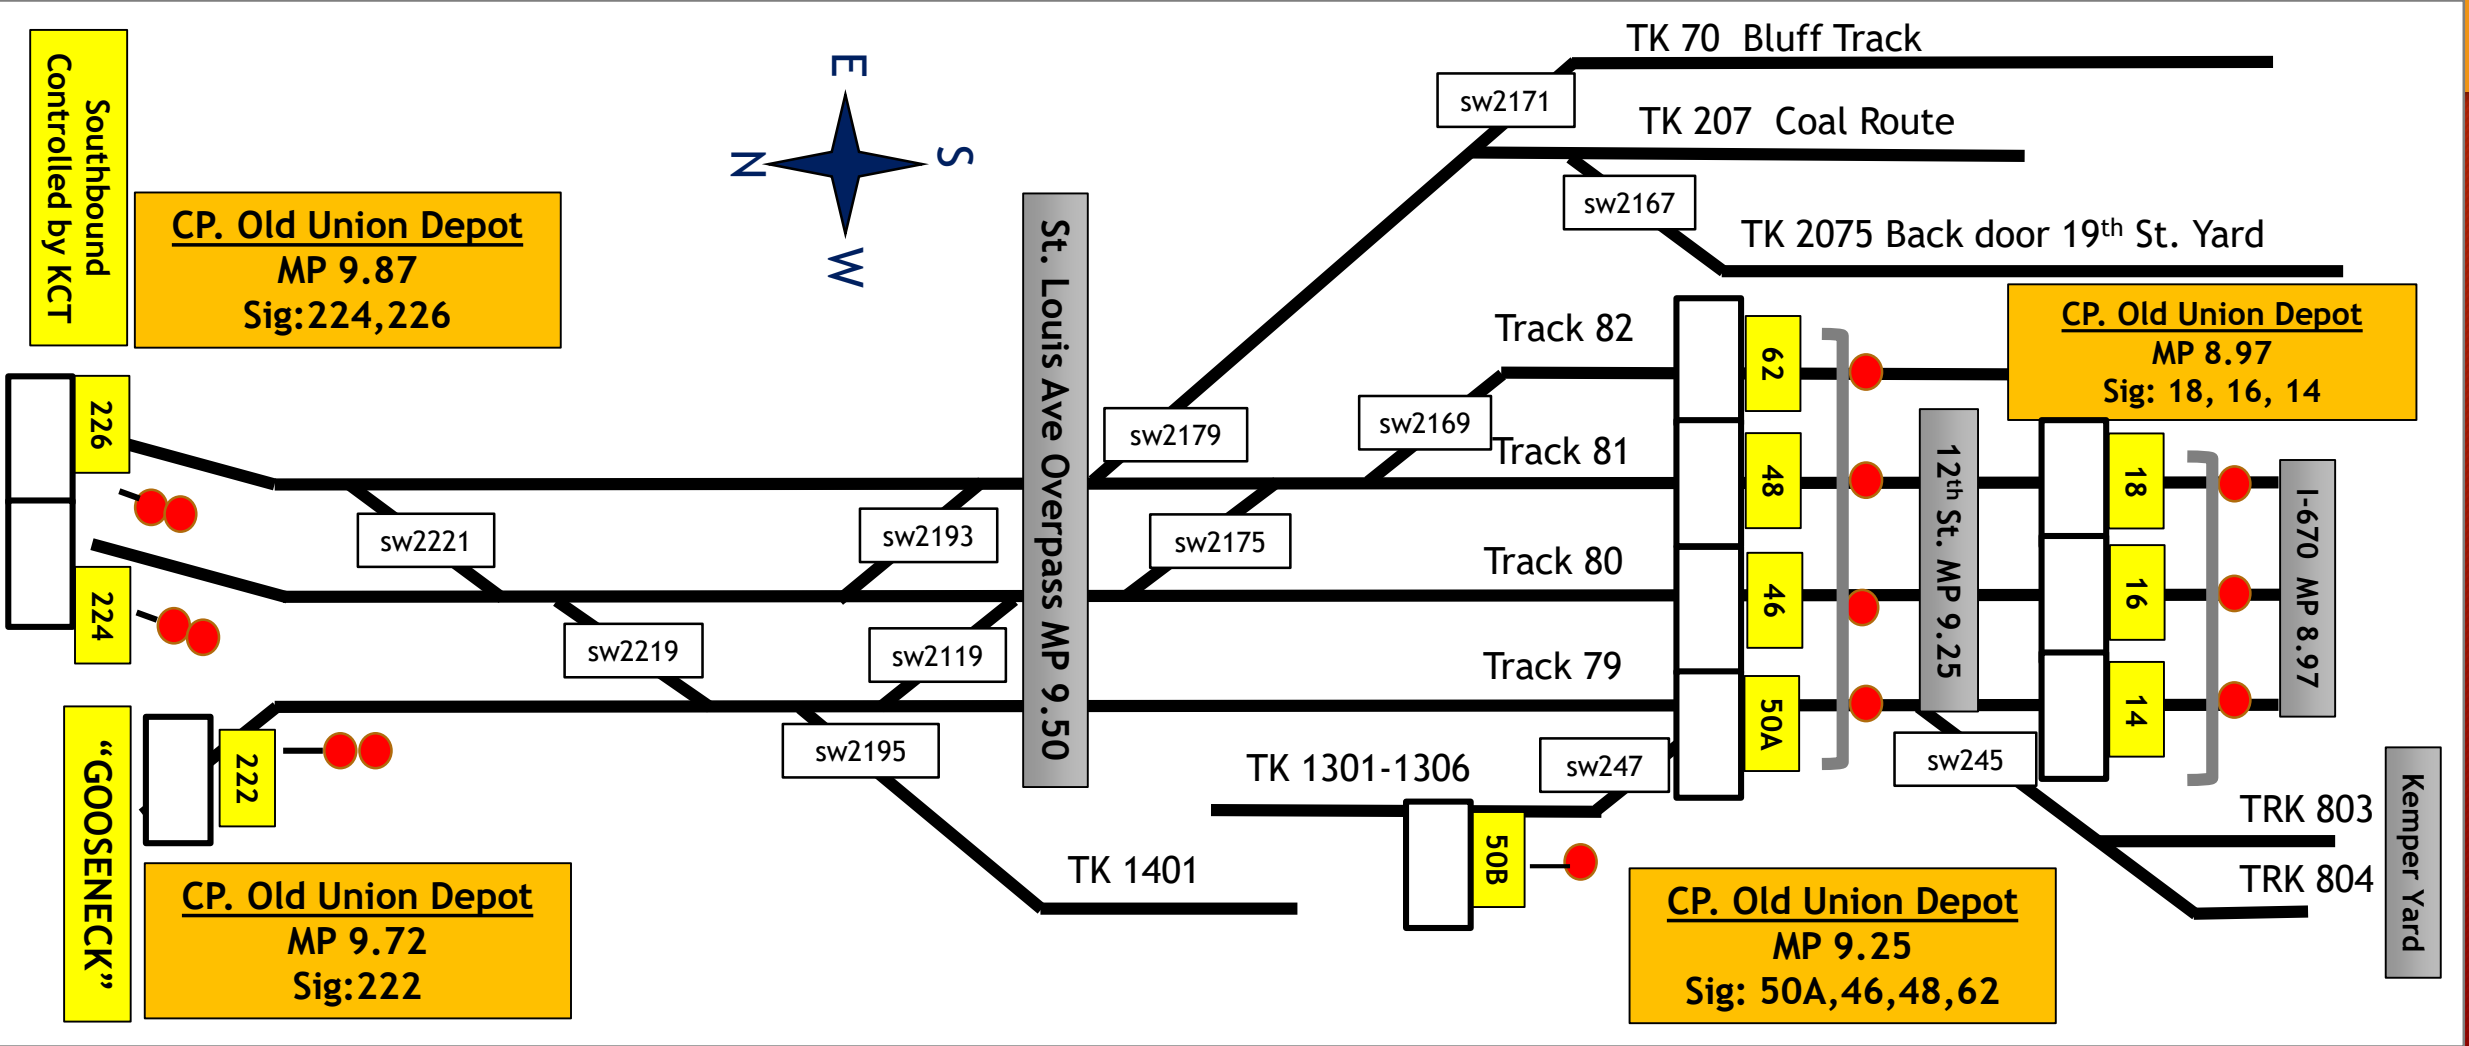 TK 70  Bluff Track
sw2171
TK 207  Coal Route
sw2167
TK 2075 Back door 19th St. Yard
Southbound
Controlled by KCT
E
N
S
W
CP. Old Union Depot
MP 9.87
Sig:224,226
St. Louis Ave Overpass MP 9.50
CP. Old Union Depot
MP 8.97
Sig: 18, 16, 14
Track 82
62
226
sw2179
sw2169
Track 81
48
12th St. MP 9.25
18
I-670  MP 8.97
sw2221
sw2193
sw2175
Track 80
46
16
224
sw2219
sw2119
Track 79
50A
14
"GOOSENECK"
222
sw2195
TK 1301-1306
sw247
sw245
Kemper Yard
TRK 803
50B
TK 1401
TRK 804
CP. Old Union Depot
MP 9.72
Sig:222
CP. Old Union Depot
MP 9.25
Sig: 50A,46,48,62